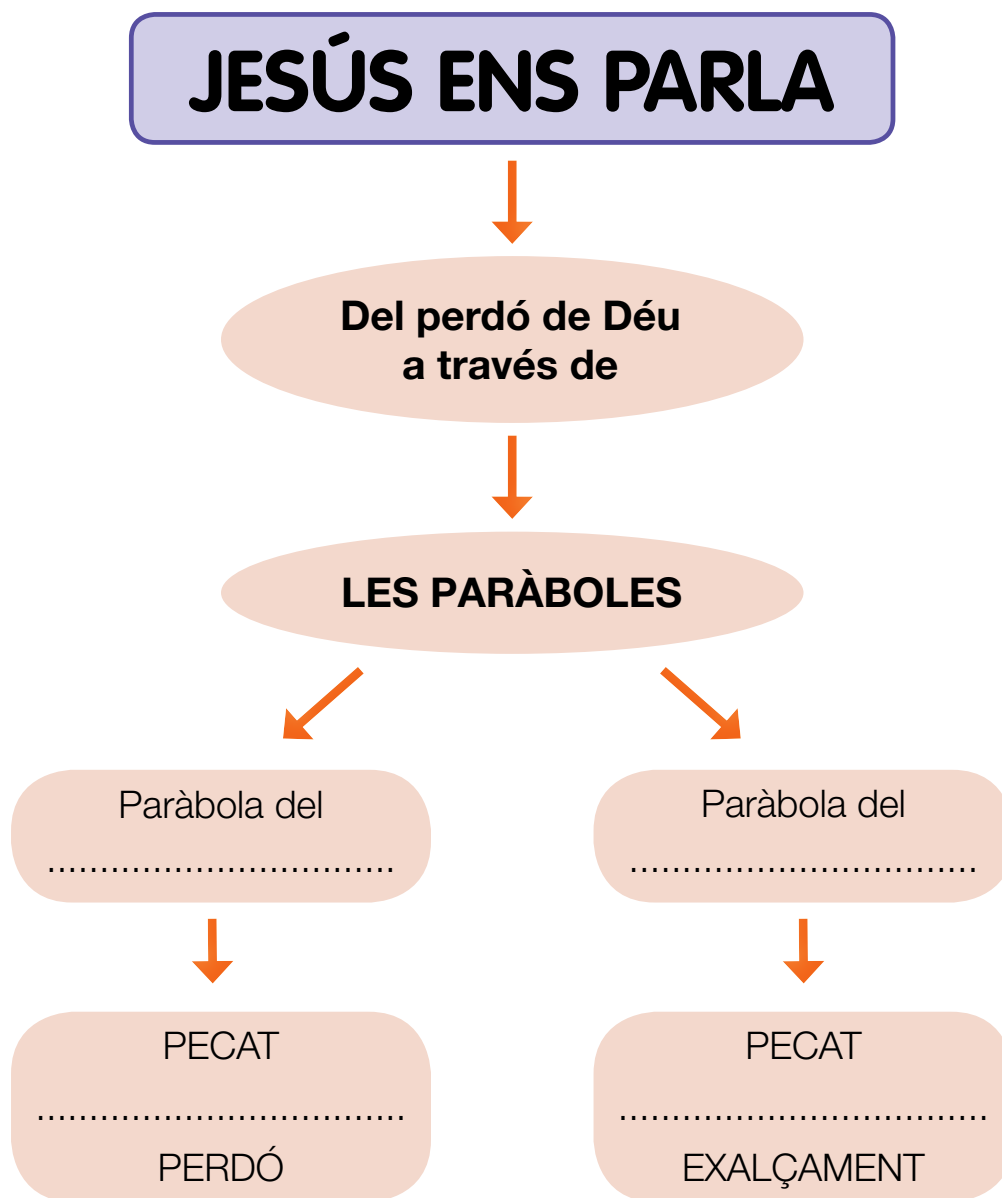 JESÚS ENS PARLA
Del perdó de Déu
a través de
LES PARÀBOLES
Paràbola del
.................................
Paràbola del
.................................
PECAT
...................................
PERDÓ
PECAT
...................................
EXALÇAMENT